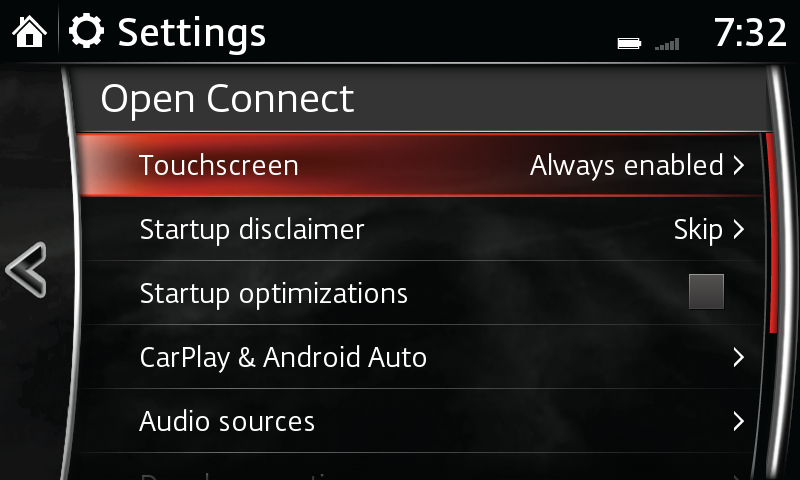 Settings
7:32
Open Connect
Touchscreen Always enabled
Startup disclaimer Skip
Startup optimizations
CarPlay & Android Auto
Audio sources